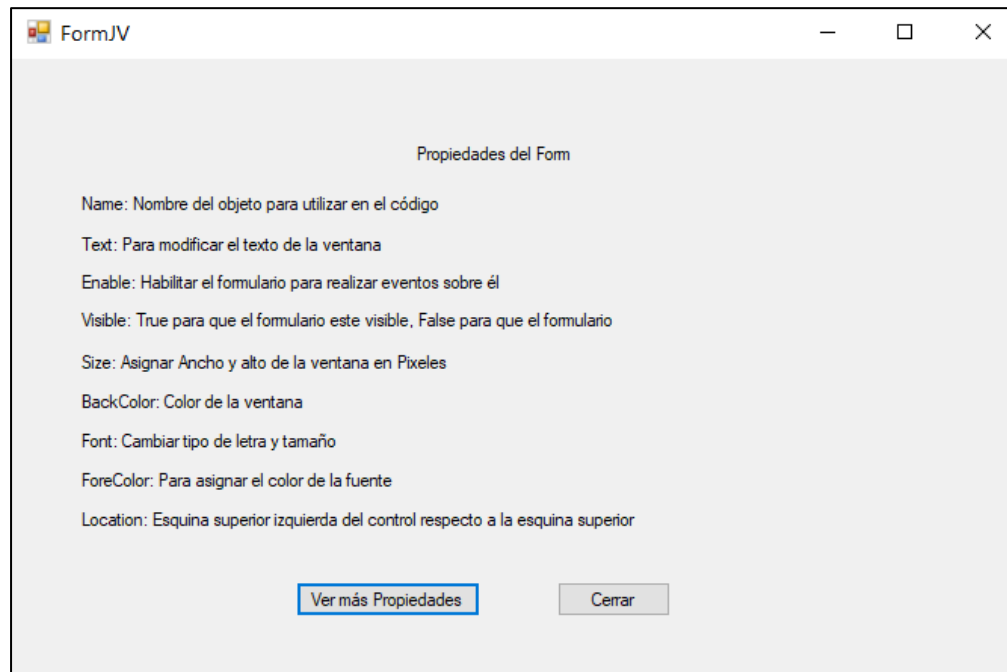 FormJV
Propiedades del Form
Name: Nombre del objeto para utilizar en el código
Text: Para modificar el texto de la ventana
Enable: Habilitar el formulario para realizar eventos sobre él
Visible: True para que el formulario este visible, False para que el formulario
Size: Asignar Ancho y alto de la ventana en Pixeles
BackColor: Color de la ventana
Font: Cambiar tipo de letra y tamaño
ForeColor: Para asignar el color de la fuente
Location: Esquina superior izquierda del control respecto a la esquina superior
Ver más Propiedades
Cerrar